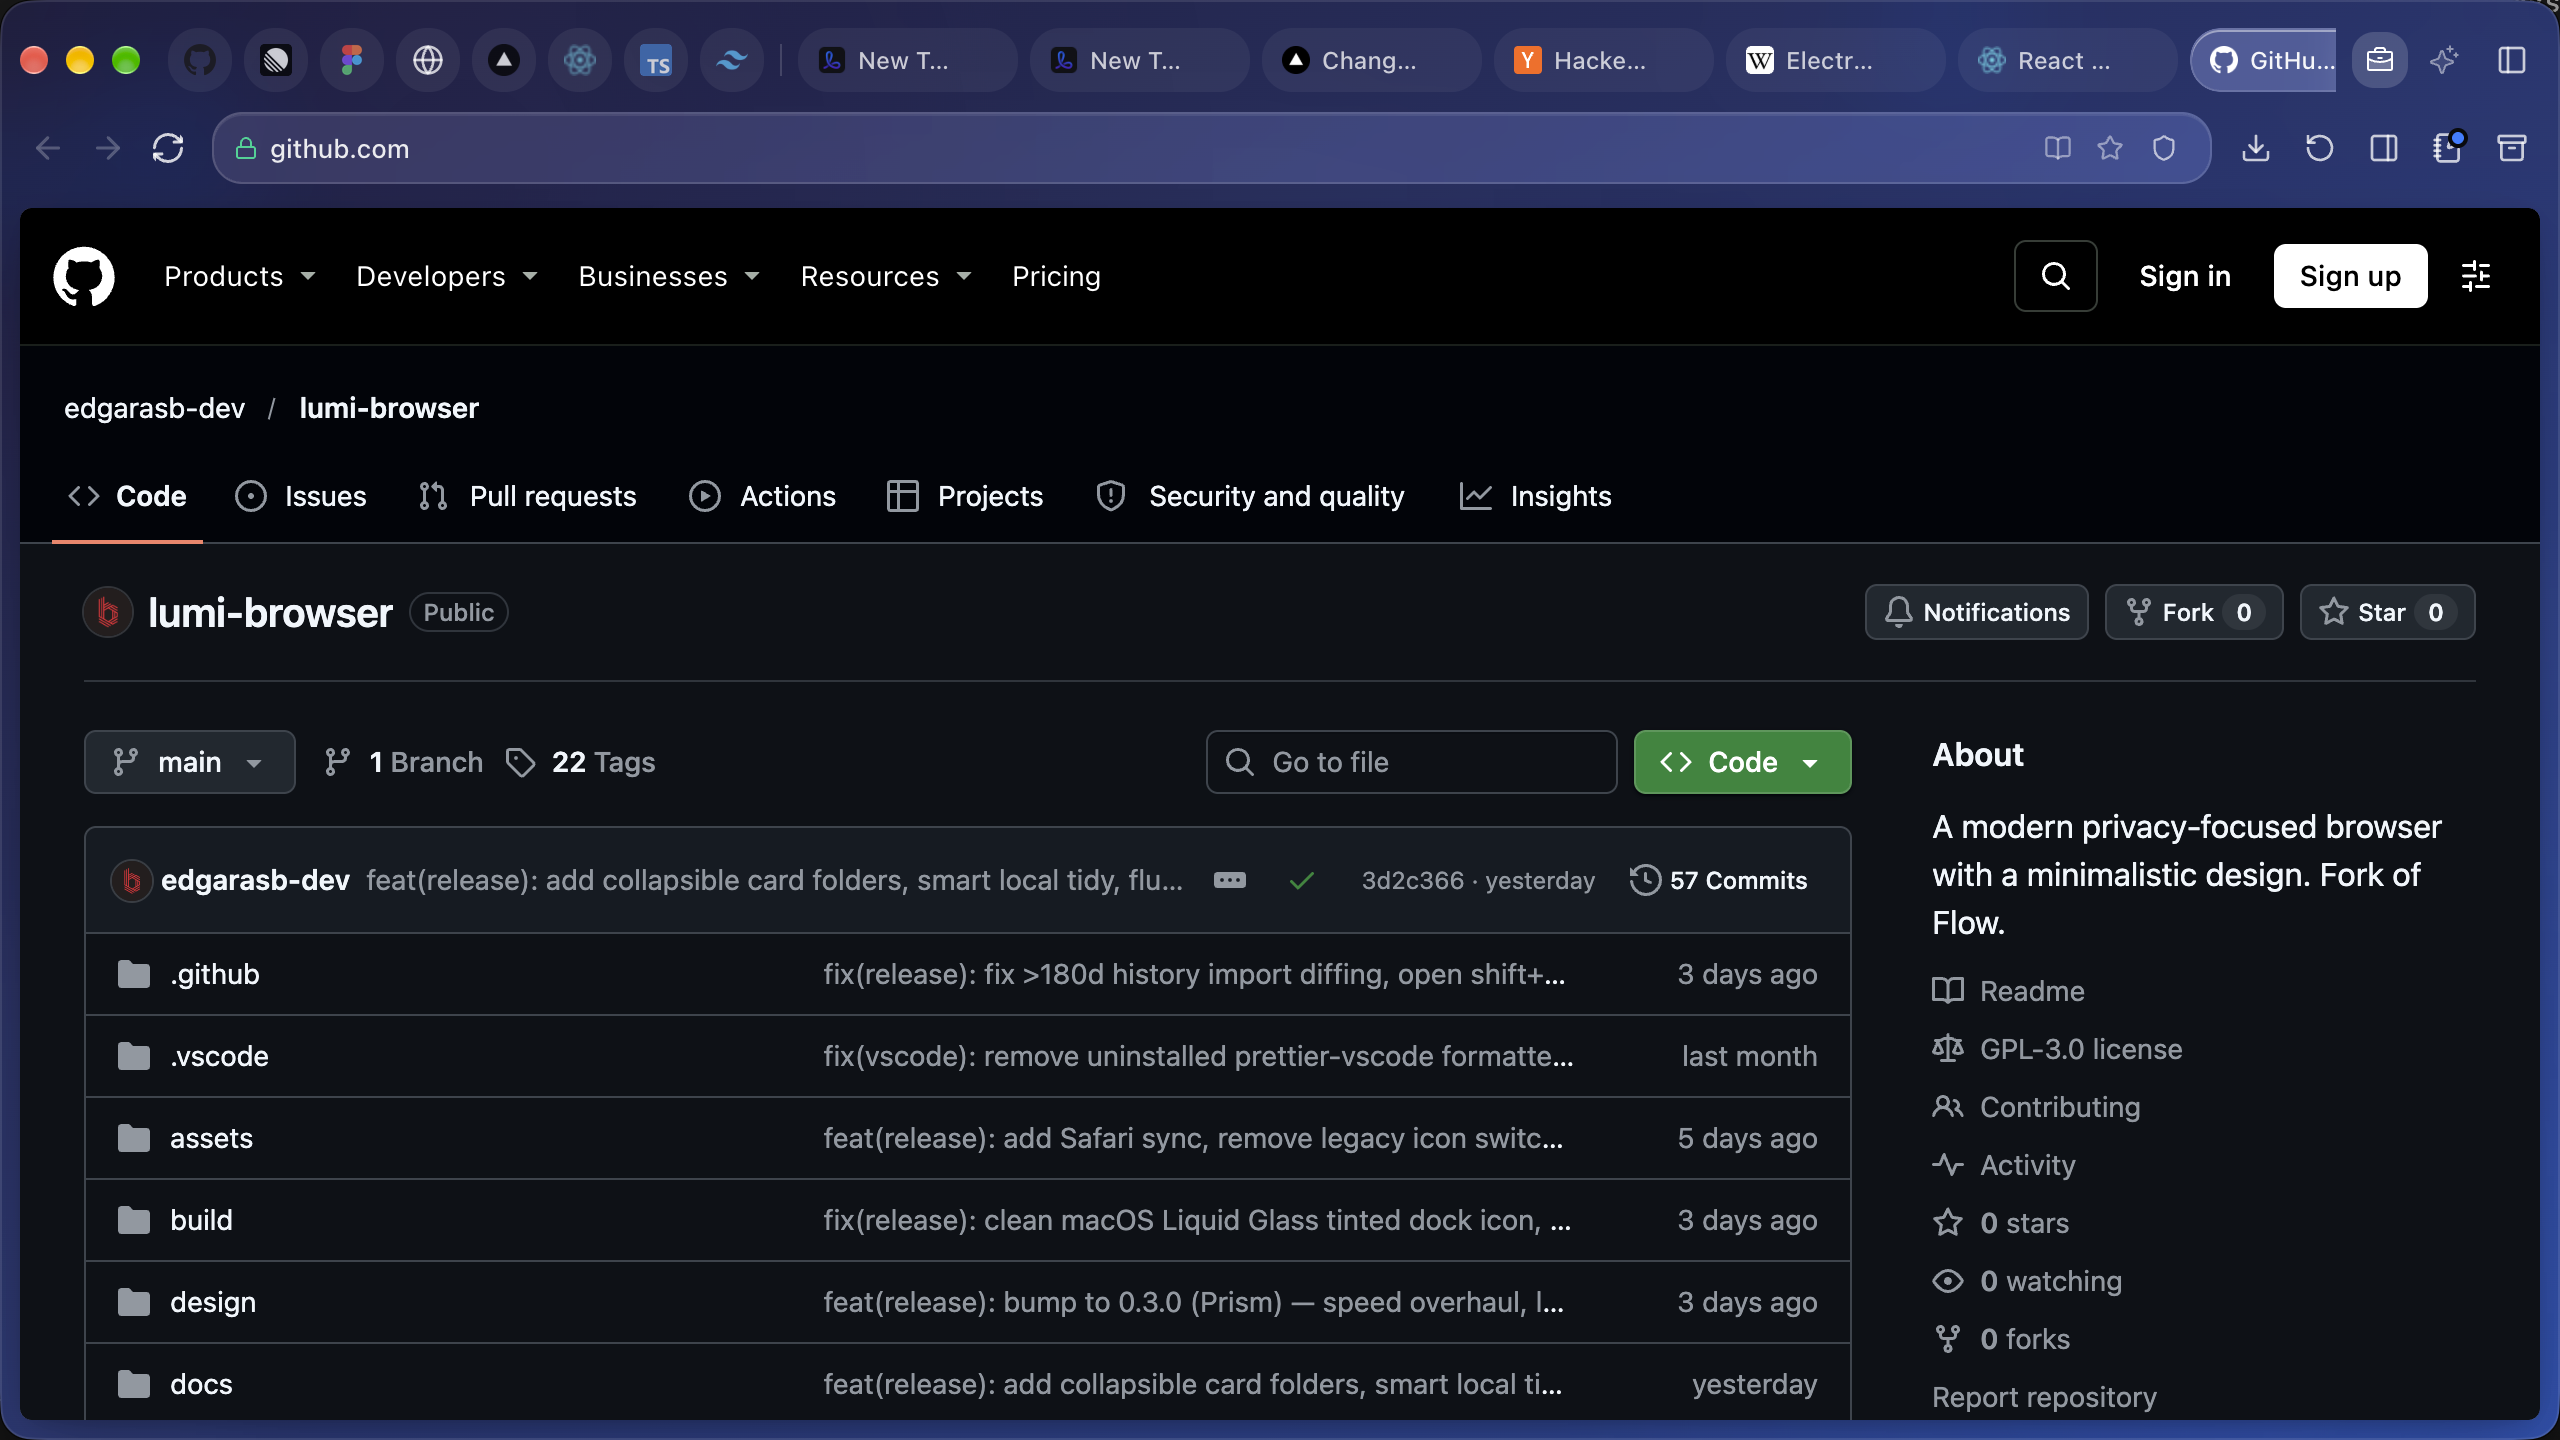 TS
New T...
New T...
Chang...
Y
Hacke...
W
Electr...
React ...
GitHu...
github.com
Products
Developers
Businesses
Resources
Pricing
Sign in
Sign up
edgarasb-dev / lumi-browser
Code
Issues
Pull requests
Actions
Projects
Security and quality
Insights
lumi-browser
Public
Notifications
Fork 0
Star 0
main
1 Branch
22 Tags
Go to file
Code
edgarasb-dev feat(release): add collapsible card folders, smart local tidy, flu...
3d2c366 · yesterday
57 Commits
.github fix(release): fix >180d history import diffing, open shift+... 3 days ago
.vscode fix(vscode): remove uninstalled prettier-vscode formatte... last month
assets feat(release): add Safari sync, remove legacy icon switc... 5 days ago
build fix(release): clean macOS Liquid Glass tinted dock icon, ... 3 days ago
design feat(release): bump to 0.3.0 (Prism) — speed overhaul, l... 3 days ago
docs feat(release): add collapsible card folders, smart local ti... yesterday
About
A modern privacy-focused browser
with a minimalistic design. Fork of
Flow.
Readme
GPL-3.0 license
Contributing
Activity
0 stars
0 watching
0 forks
Report repository